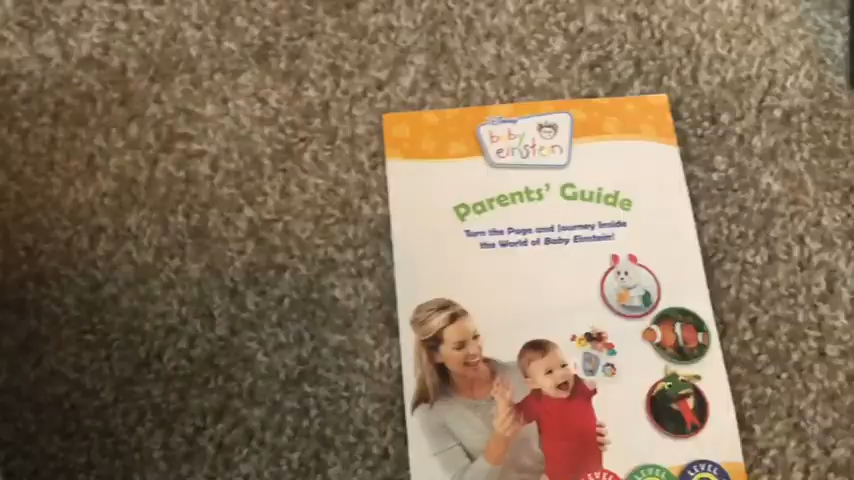 Disney
baby
einstein
Parents' Guide
Turn the Page and Journey Inside
the World of Baby Einstein!
LEVEL
LEVEL
LEVEL